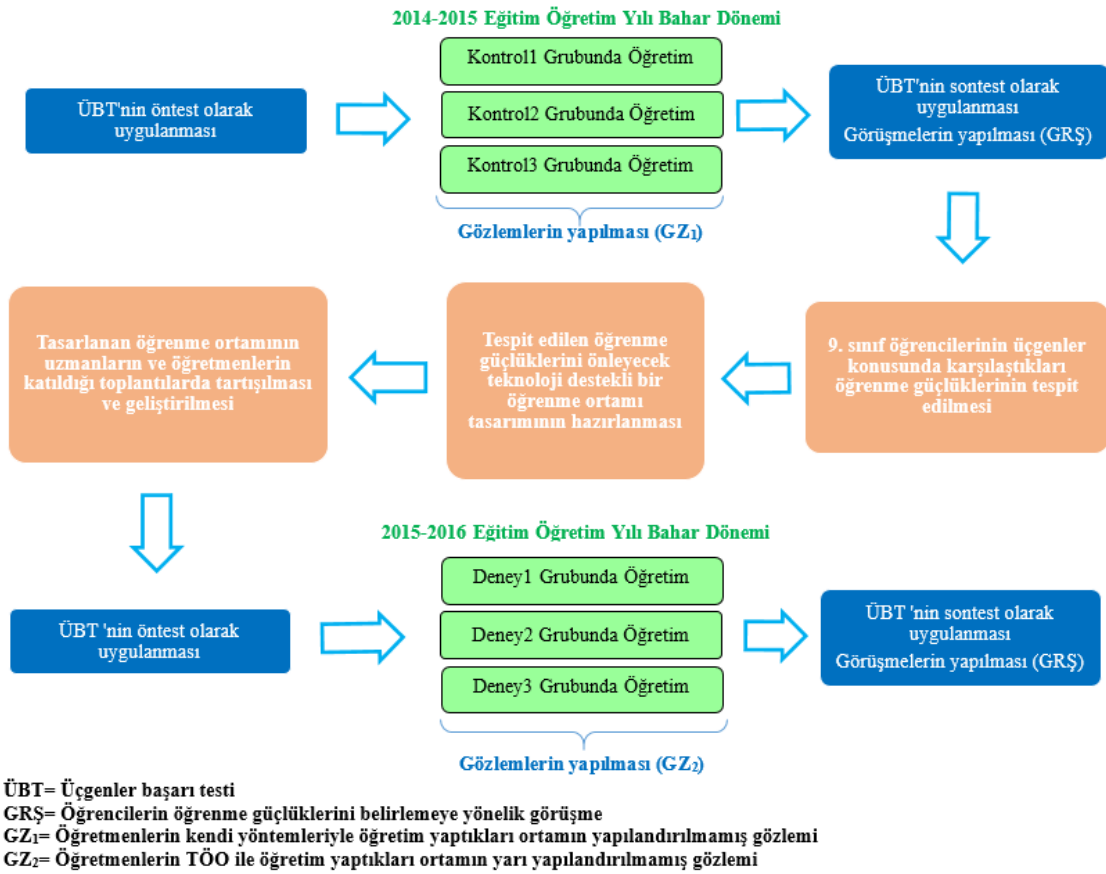 2014-2015 Eğitim Öğretim Yılı Bahar Dönemi
ÜBT'nin öntest olarak
uygulanması
Kontrol1 Grubunda Öğretim
Kontrol2 Grubunda Öğretim
Kontrol3 Grubunda Öğretim
Gözlemlerin yapılması (GZ₁)
ÜBT'nin sontest olarak
uygulanması
Görüşmelerin yapılması (GRŞ)
9. sınıf öğrencilerinin üçgenler
konusunda karşılaştıkları
öğrenme güçlüklerinin tespit
edilmesi
Tespit edilen öğrenme
güçlüklerini önleyecek
teknoloji destekli bir
öğrenme ortamı
tasarımının hazırlanması
Tasarlanan öğrenme ortamının
uzmanların ve öğretmenlerin
katıldığı toplantılarda tartışılması
ve geliştirilmesi
2015-2016 Eğitim Öğretim Yılı Bahar Dönemi
ÜBT 'nin öntest olarak
uygulanması
Deney1 Grubunda Öğretim
Deney2 Grubunda Öğretim
Deney3 Grubunda Öğretim
Gözlemlerin yapılması (GZ₂)
ÜBT 'nin sontest olarak
uygulanması
Görüşmelerin yapılması (GRŞ)
ÜBT= Üçgenler başarı testi
GRŞ= Öğrencilerin öğrenme güçlüklerini belirlemeye yönelik görüşme
GZ₁= Öğretmenlerin kendi yöntemleriyle öğretim yaptıkları ortamın yapılandırılmamış gözlemi
GZ₂= Öğretmenlerin TÖO ile öğretim yaptıkları ortamın yarı yapılandırılmamış gözlemi